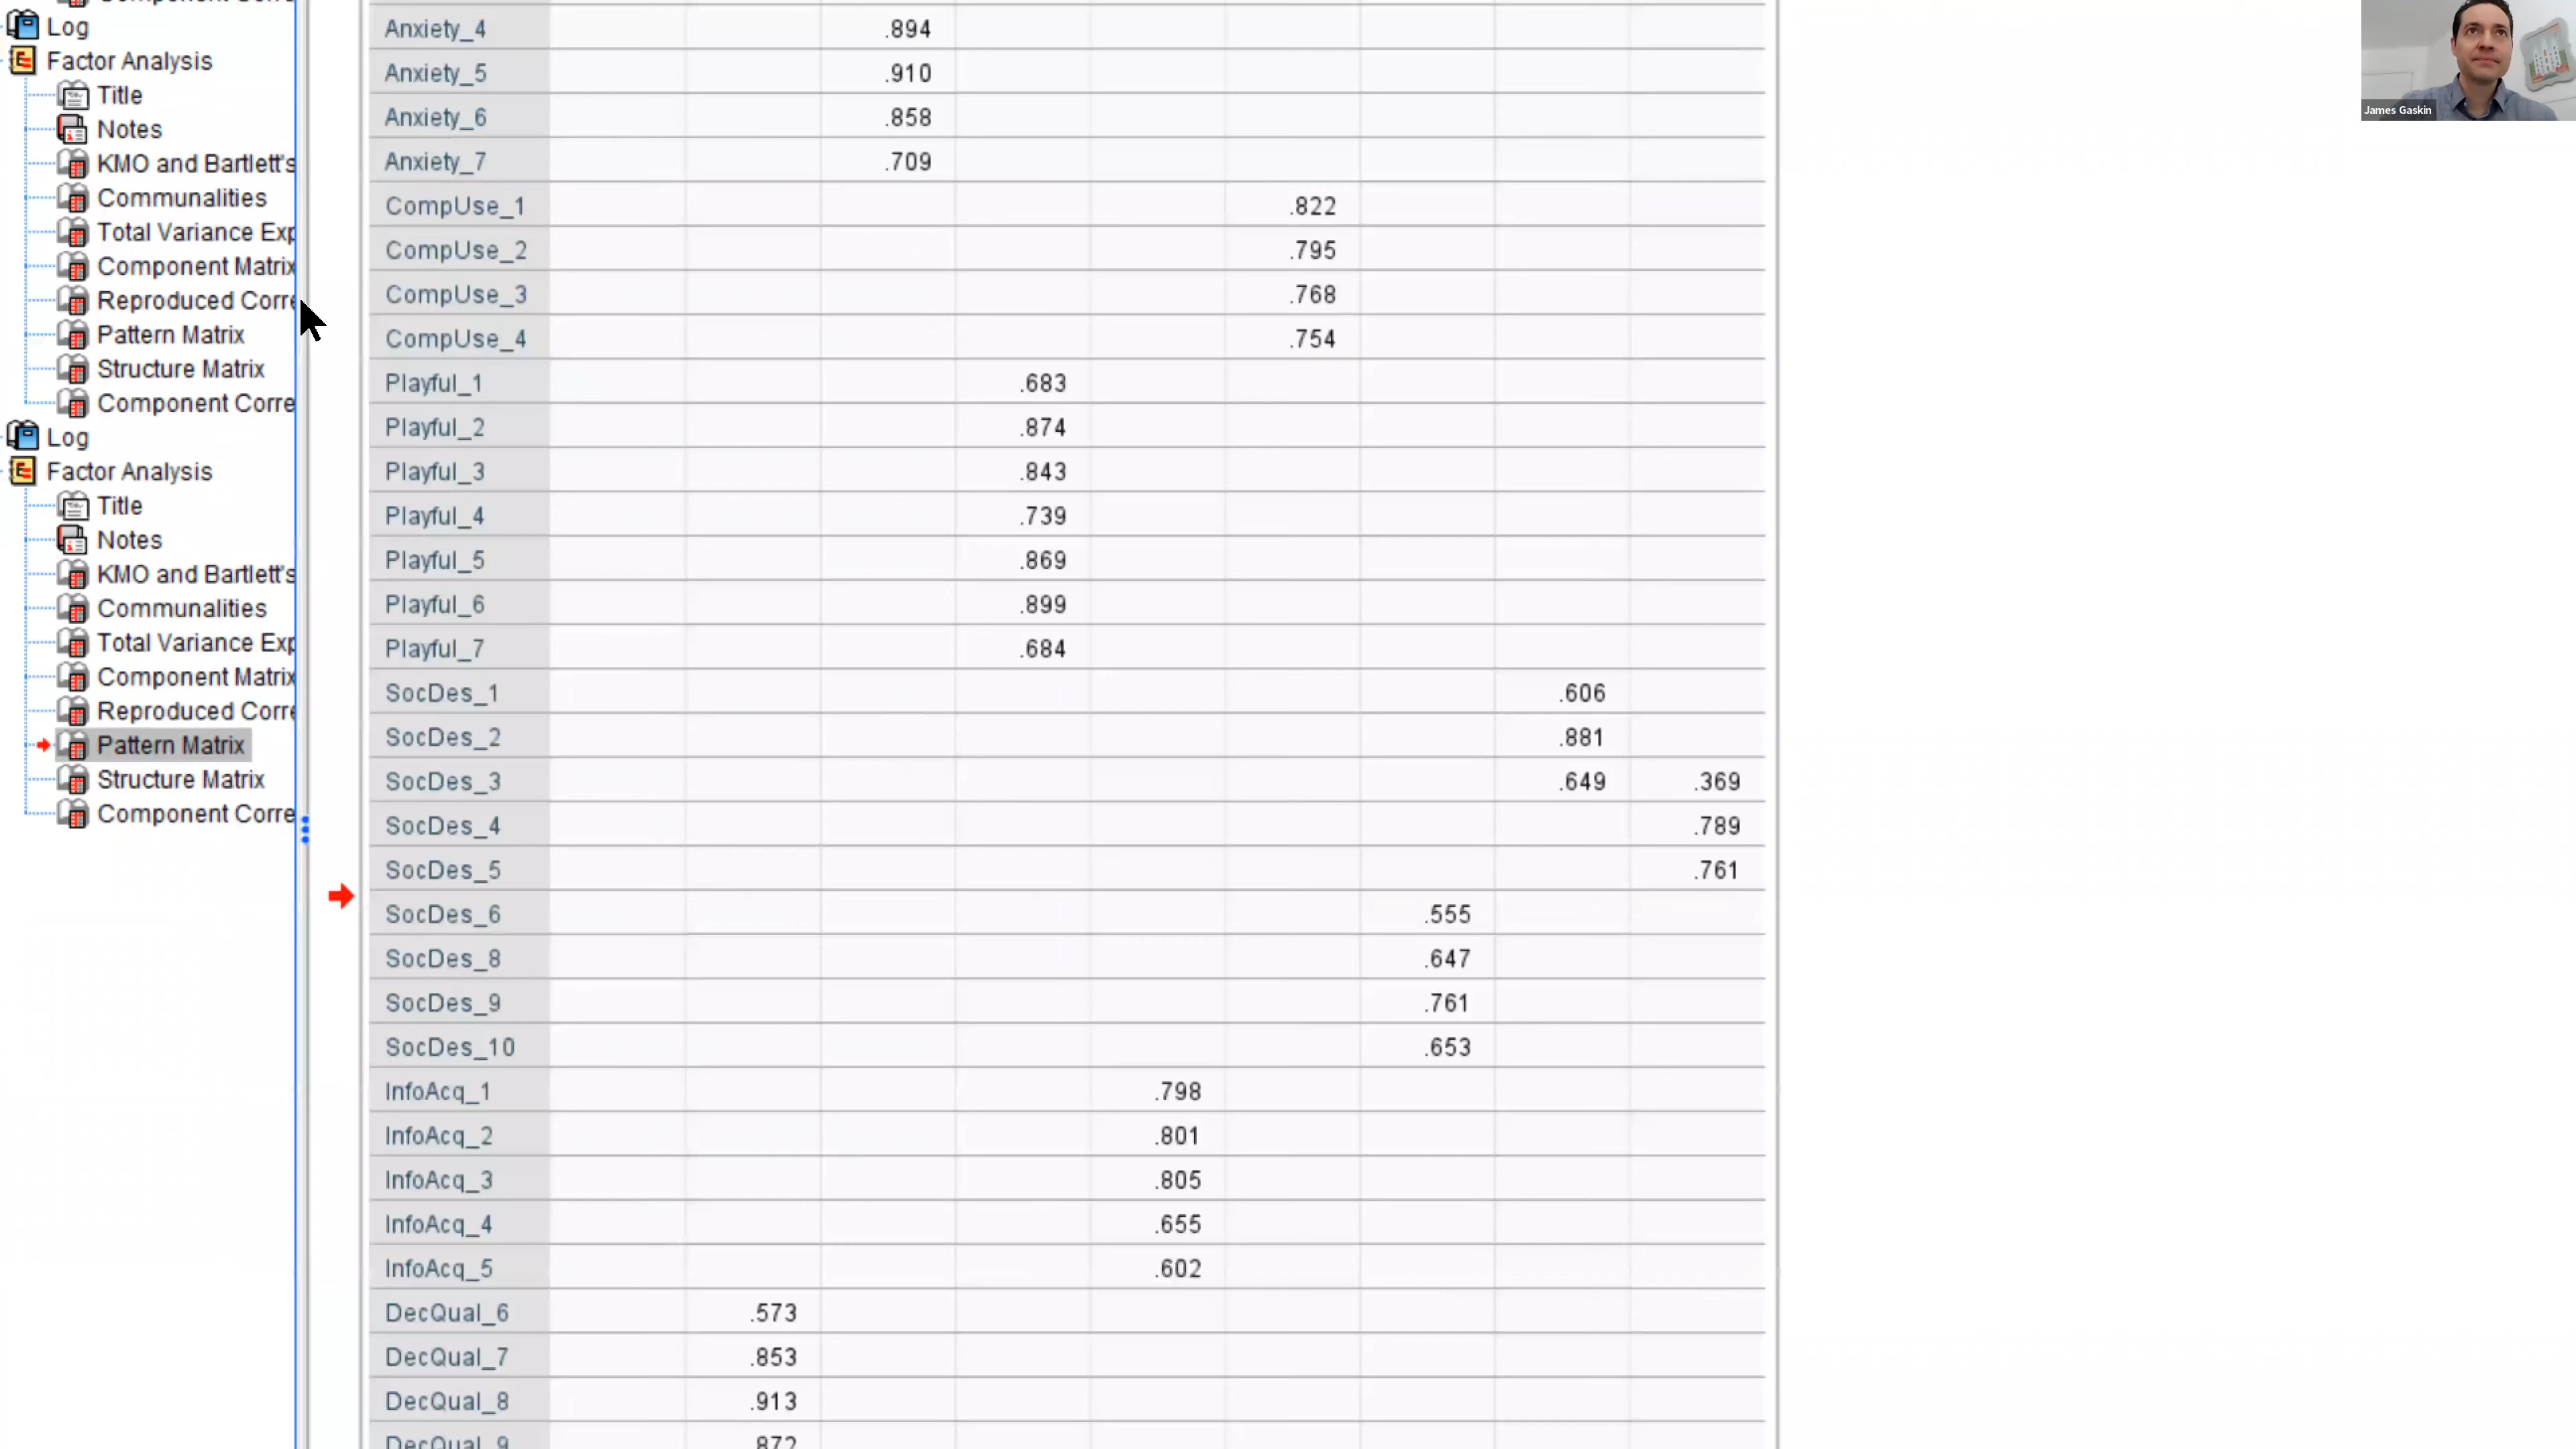 Log
Factor Analysis
Title
Notes
KMO and Bartlett's
Communalities
Total Variance Exp
Component Matrix
Reproduced Corre
Pattern Matrix
Structure Matrix
Component Corre
Log
Factor Analysis
Title
Notes
KMO and Bartlett's
Communalities
Total Variance Exp
Component Matrix
Reproduced Corre
Pattern Matrix
Structure Matrix
Component Corre
Anxiety_4 .894
Anxiety_5 .910
Anxiety_6 .858
Anxiety_7 .709
CompUse_1 .822
CompUse_2 .795
CompUse_3 .768
CompUse_4 .754
Playful_1 .683
Playful_2 .874
Playful_3 .843
Playful_4 .739
Playful_5 .869
Playful_6 .899
Playful_7 .684
SocDes_1 .606
SocDes_2 .881
SocDes_3 .649 .369
SocDes_4 .789
SocDes_5 .761
SocDes_6 .555
SocDes_8 .647
SocDes_9 .761
SocDes_10 .653
InfoAcq_1 .798
InfoAcq_2 .801
InfoAcq_3 .805
InfoAcq_4 .655
InfoAcq_5 .602
DecQual_6 .573
DecQual_7 .853
DecQual_8 .913
DecQual_9 .872
James Gaskin